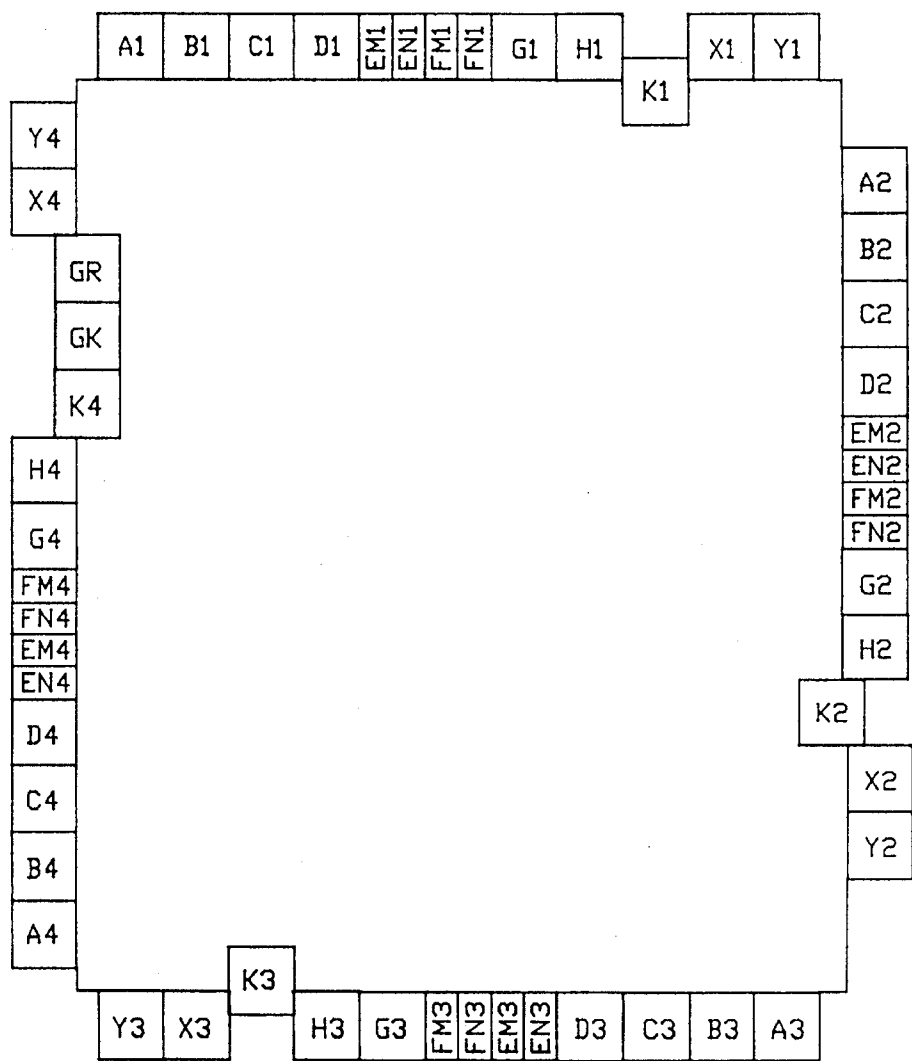 A1 B1 C1 D1 EM1 EN1 FM1 FN1 G1 H1 K1 X1 Y1
A2
B2
C2
D2
EM2
EN2
FM2
FN2
G2
H2
K2
X2
Y2
Y4
X4
GR
GK
K4
H4
G4
FM4
FN4
EM4
EN4
D4
C4
B4
A4
Y3 X3 K3 H3 G3 FM3 FN3 EM3 EN3 D3 C3 B3 A3